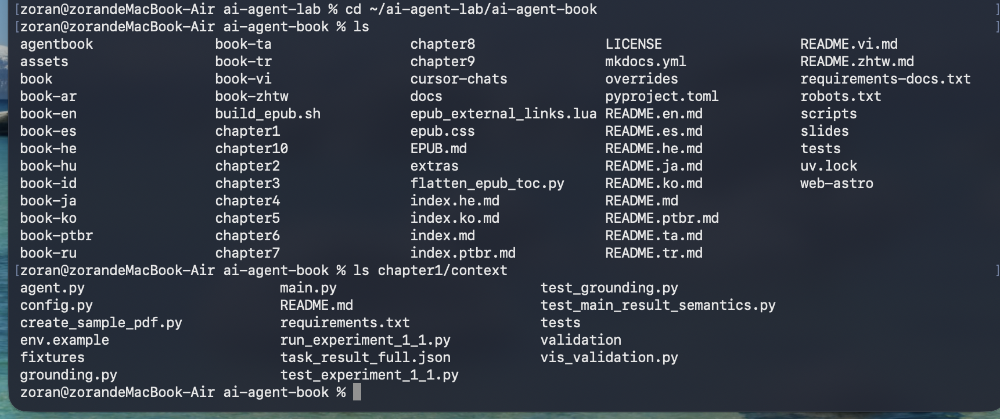 [zoran@zorandeMacBook-Air ai-agent-lab % cd ~/ai-agent-lab/ai-agent-book ]
[zoran@zorandeMacBook-Air ai-agent-book % ls ]
agentbook book-ta chapter8 LICENSE README.vi.md
assets book-tr chapter9 mkdocs.yml README.zhtw.md
book book-vi cursor-chats overrides requirements-docs.txt
book-ar book-zhtw docs pyproject.toml robots.txt
book-en build_epub.sh epub_external_links.lua README.en.md scripts
book-es chapter1 epub.css README.es.md slides
book-he chapter10 EPUB.md README.he.md tests
book-hu chapter2 extras README.ja.md uv.lock
book-id chapter3 flatten_epub_toc.py README.ko.md web-astro
book-ja chapter4 index.he.md README.md
book-ko chapter5 index.ko.md README.ptbr.md
book-ptbr chapter6 index.md README.ta.md
book-ru chapter7 index.ptbr.md README.tr.md
[zoran@zorandeMacBook-Air ai-agent-book % ls chapter1/context ]
agent.py main.py test_grounding.py
config.py README.md test_main_result_semantics.py
create_sample_pdf.py requirements.txt tests
env.example run_experiment_1_1.py validation
fixtures task_result_full.json vis_validation.py
grounding.py test_experiment_1_1.py
zoran@zorandeMacBook-Air ai-agent-book %